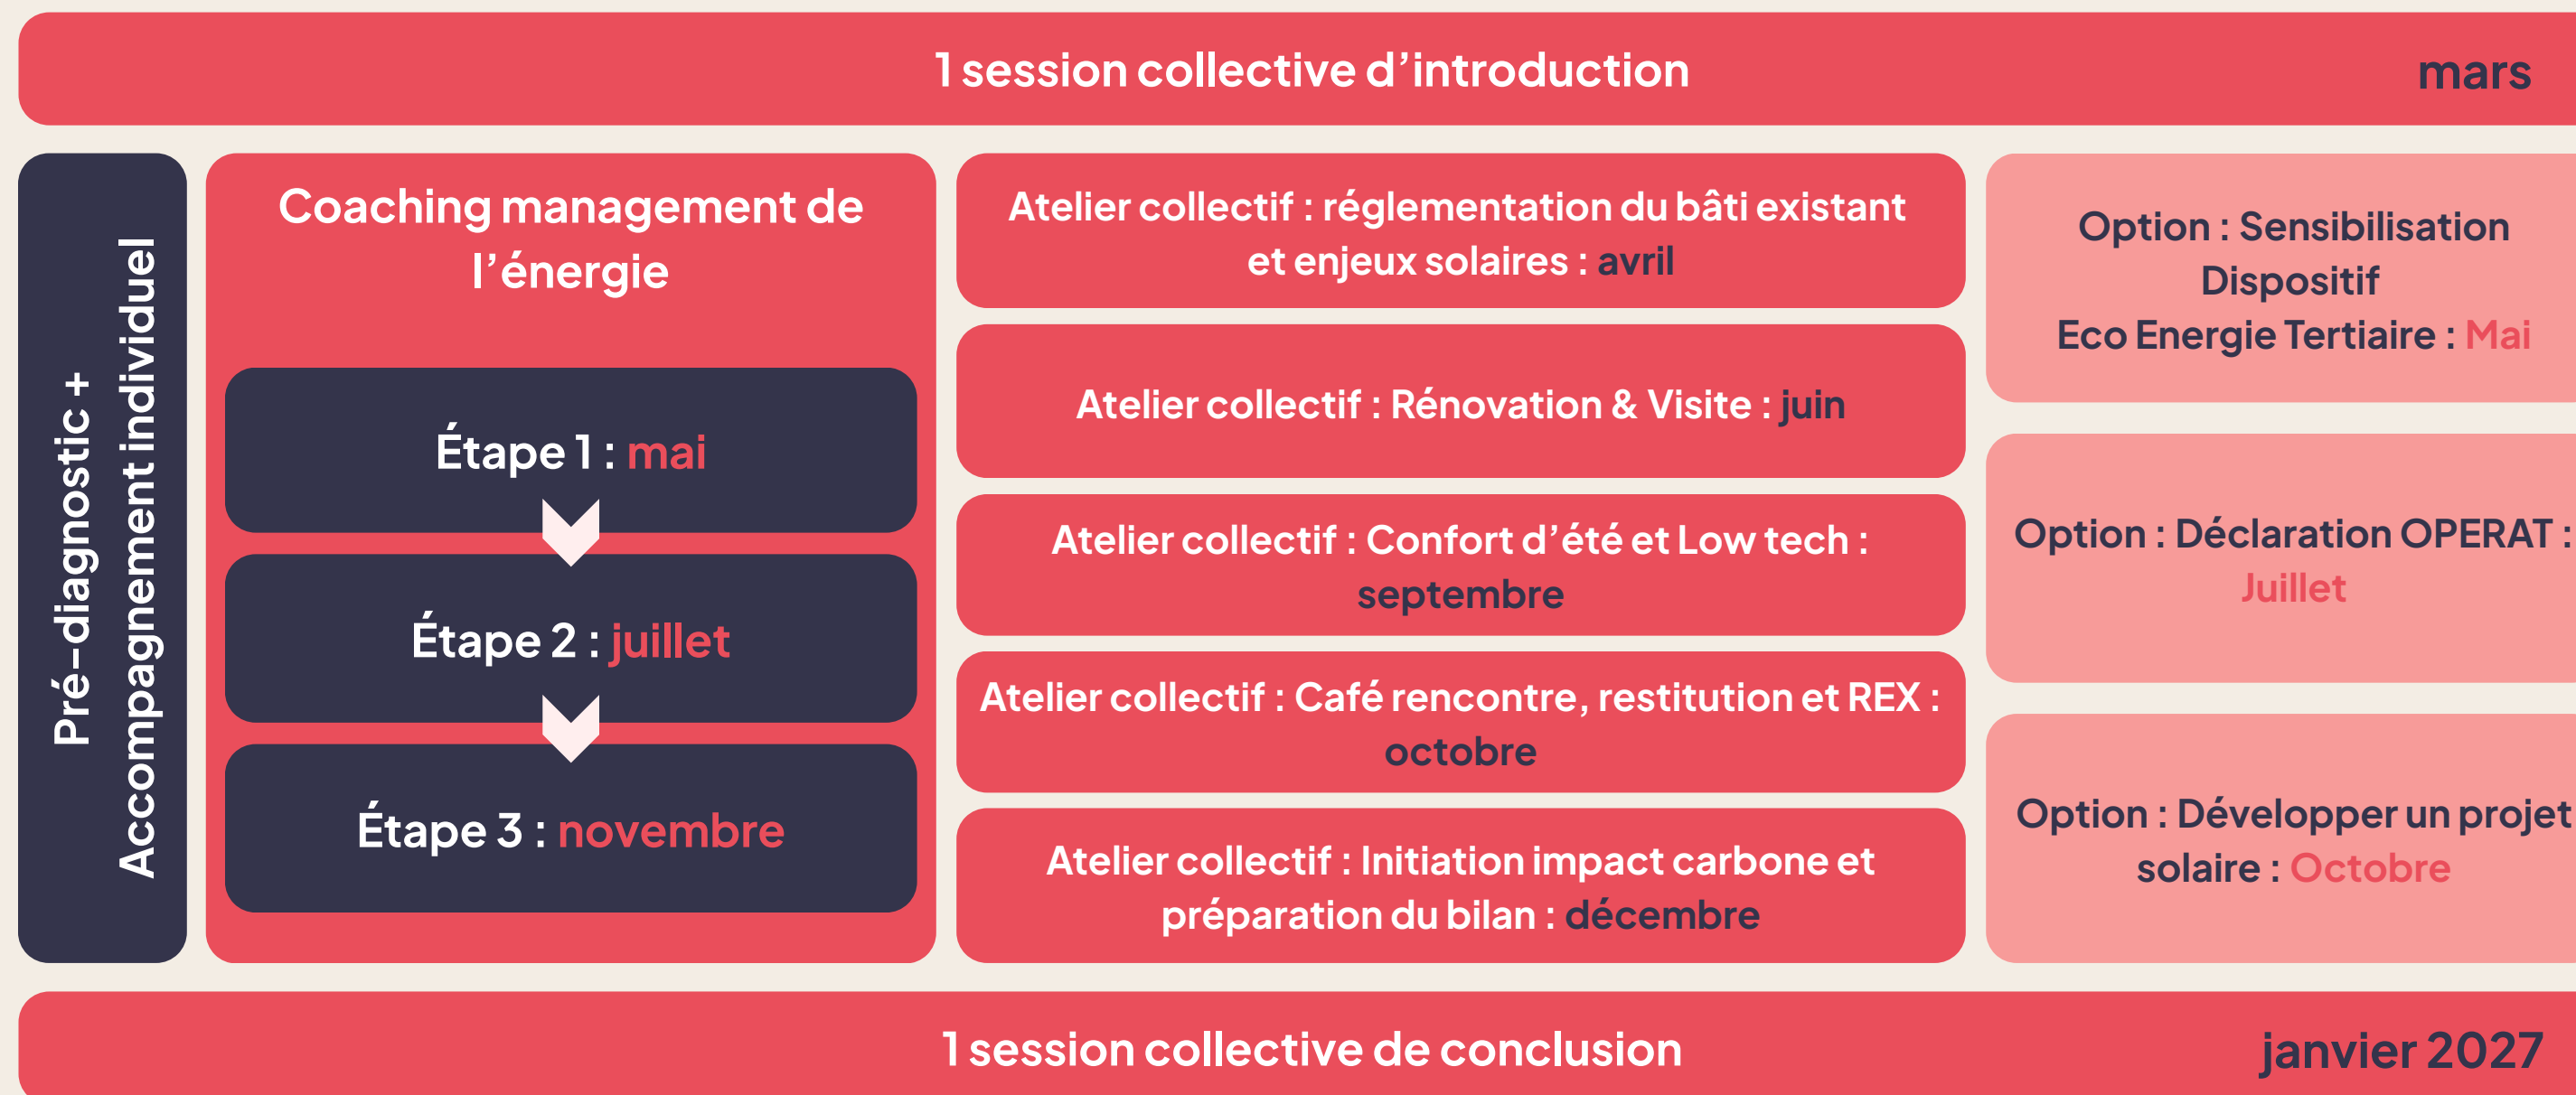 1 session collective d’introduction
mars
Pré-diagnostic +
Accompagnement individuel
Coaching management de
l’énergie
Étape 1 : mai
Étape 2 : juillet
Étape 3 : novembre
Atelier collectif : réglementation du bâti existant
et enjeux solaires : avril
Atelier collectif : Rénovation & Visite : juin
Atelier collectif : Confort d’été et Low tech :
septembre
Atelier collectif : Café rencontre, restitution et REX :
octobre
Atelier collectif : Initiation impact carbone et
préparation du bilan : décembre
Option : Sensibilisation
Dispositif
Eco Energie Tertiaire : Mai
Option : Déclaration OPERAT :
Juillet
Option : Développer un projet
solaire : Octobre
1 session collective de conclusion
janvier 2027